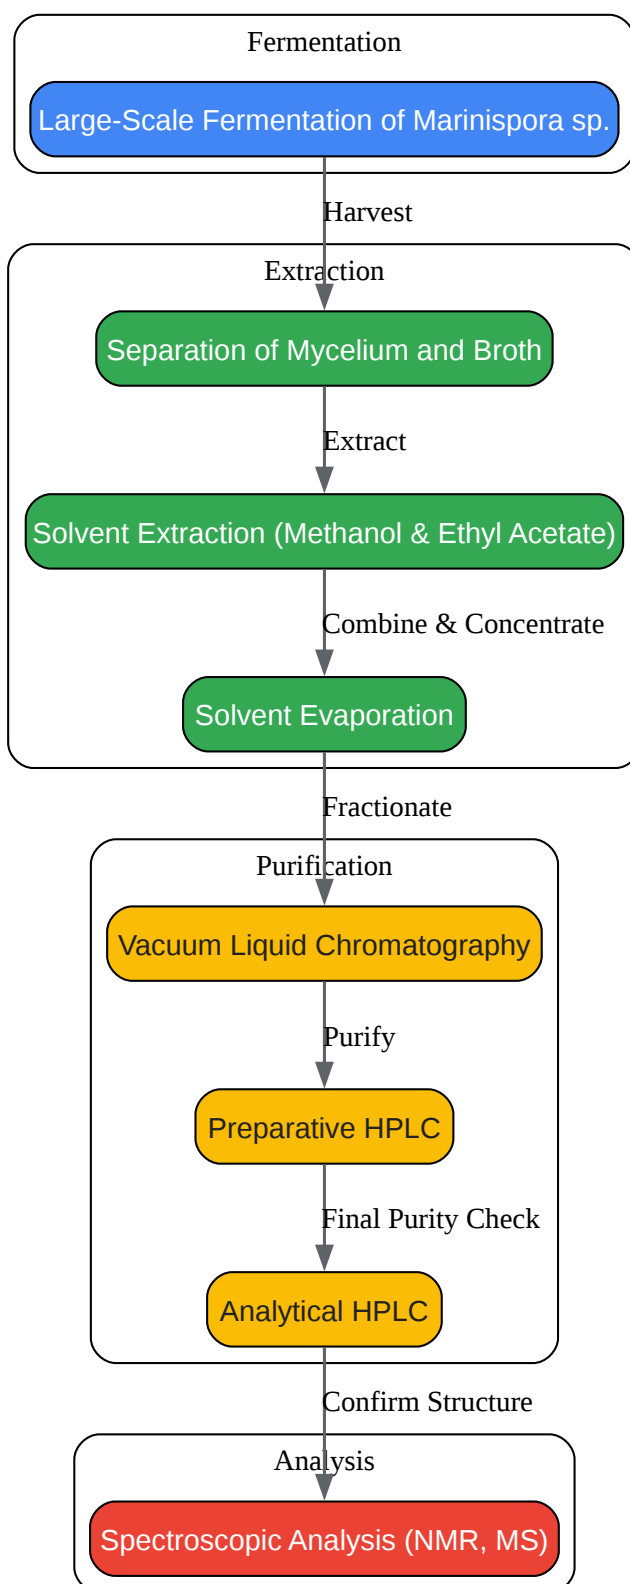 Fermentation
Large-Scale Fermentation of Marinispora sp.
Harvest
Extraction
Separation of Mycelium and Broth
Extract
Solvent Extraction (Methanol & Ethyl Acetate)
Combine & Concentrate
Solvent Evaporation
Fractionate
Purification
Vacuum Liquid Chromatography
Purify
Preparative HPLC
Final Purity Check
Analytical HPLC
Confirm Structure
Analysis
Spectroscopic Analysis (NMR, MS)